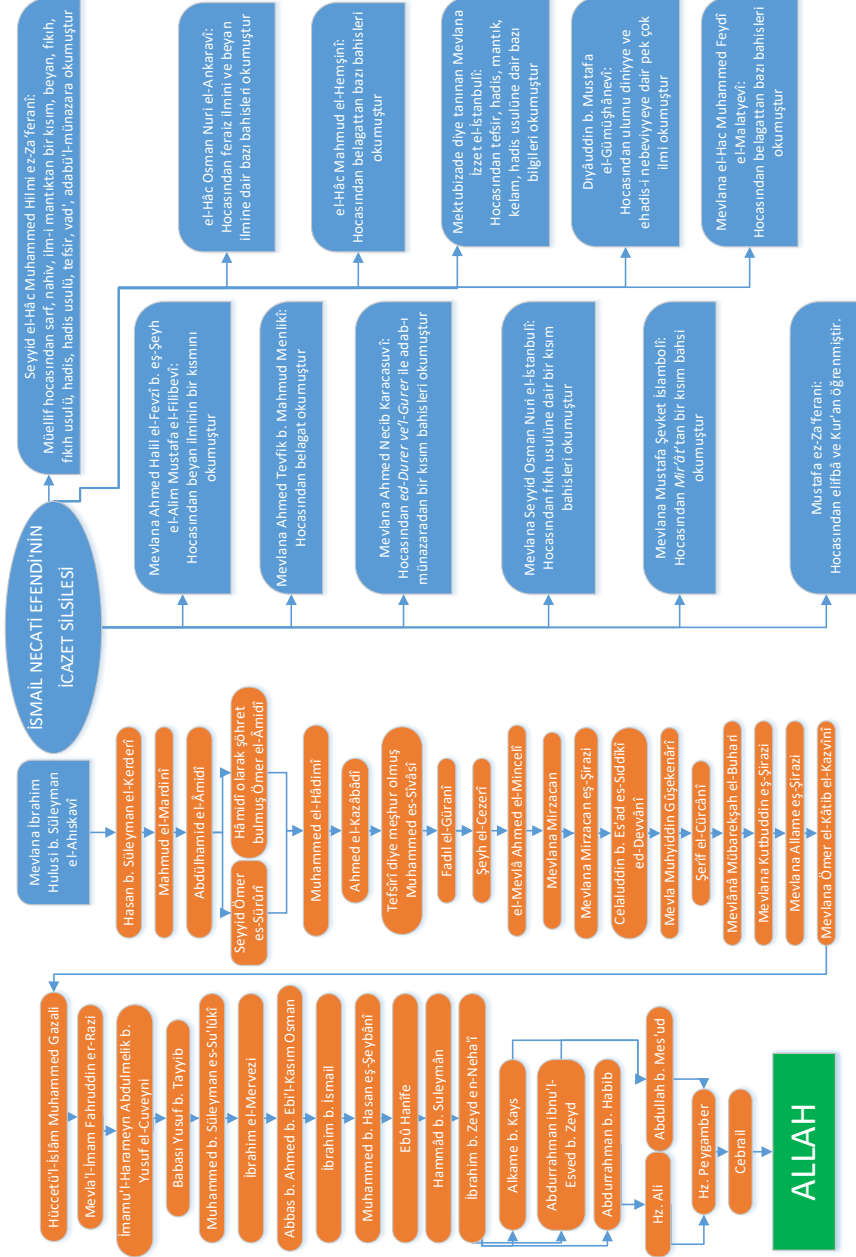 İSMAİL NECATİ EFENDİ'NİN
İCAZET SİLSİLESİ
Seyyid el-Hâc Muhammed Hilmi ez-Za'feranî:
Müellif hocasından sarf, nahiv, ilm-i mantıktan bir kısım, beyan, fıkıh,
fıkıh usulü, hadis, hadis usulü, tefsir, vad', adabü'l-münazara okumuştur
Mevlana Ahmed Halil el-Fevzî b. eş-Şeyh
el-Alim Mustafa el-Filibevî:
Hocasından beyan ilminin bir kısmını
okumuştur
el-Hâc Osman Nuri el-Ankaravî:
Hocasından feraiz ilmini ve beyan
ilmine dair bazı bahisleri okumuştur
Mevlana Ahmed Tevfik b. Mahmud Menlikî:
Hocasından belagat okumuştur
el-Hâc Mahmud el-Hemşinî:
Hocasından belagattan bazı bahisleri
okumuştur
Mevlana Ahmed Necib Karacasuvî:
Hocasından ed-Durer ve'l-Gurer ile adab-ı
münazaradan bir kısım bahisleri okumuştur
Mektubizade diye tanınan Mevlana
İzzet el-İstanbulî:
Hocasından tefsir, hadis, mantık,
kelam, hadis usulüne dair bazı
bilgileri okumuştur
Mevlana Seyyid Osman Nuri el-İstanbulî:
Hocasından fıkıh usulüne dair bir kısım
bahisleri okumuştur
Dıyâuddin b. Mustafa
el-Gümüşhânevî:
Hocasından ulumu diniyye ve
ehadis-i nebeviyyeye dair pek çok
ilmi okumuştur
Mevlana Mustafa Şevket İslambolî:
Hocasından Mir'ât'tan bir kısım bahsi
okumuştur
Mevlana el-Hac Muhammed Feydî
el-Malatyevî:
Hocasından belagattan bazı bahisleri
okumuştur
Mustafa ez-Za'ferani:
Hocasından elifbâ ve Kur'an öğrenmiştir.
Mevlana İbrahim
Hulusi b. Süleyman
el-Ahıskavî
Hasan b. Süleyman el-Kerderî
Mahmud el-Mardinî
Abdülhamid el-Âmidî
Seyyid Ömer
es-Sürûfî
Hâmidî olarak şöhret
bulmuş Ömer el-Âmidî
Muhammed el-Hâdimî
Ahmed el-Kazâbâdî
Tefsîrî diye meşhur olmuş
Muhammed es-Sîvâsî
Fadıl el-Gûranî
Şeyh el-Cezerî
el-Mevlâ Ahmed el-Mincelî
Mevlana Mirzacan
Mevlana Mirzacan eş-Şirazi
Celaluddin b. Es'ad es-Sıddîkî
ed-Devvânî
Mevla Muhyiddin Gûşekenârî
Şerîf el-Cürcânî
Mevlânâ Mübarekşah el-Buhari
Mevlana Kutbuddin eş-Şirazi
Mevlana Allame eş-Şirazi
Mevlana Ömer el-Kâtib el-Kazvînî
Hüccetü'l-İslâm Muhammed Gazali
Mevla'l-İmam Fahruddin er-Razi
İmamu'l-Harameyn Abdulmelik b.
Yusuf el-Cuveyni
Babası Yusuf b. Tayyib
Muhammed b. Süleyman es-Su'lûkî
İbrahim el-Mervezi
Abbas b. Ahmed b. Ebi'l-Kasım Osman
İbrahim b. İsmail
Muhammed b. Hasan eş-Şeybânî
Ebû Hanîfe
Hammâd b. Suleymân
İbrahim b. Zeyd en-Neha'î
Alkame b. Kays
Abdurrahman ibnu'l-
Esved b. Zeyd
Abdurrahman b. Habib
Hz. Ali
Abdullah b. Mes'ud
Hz. Peygamber
Cebrail
ALLAH